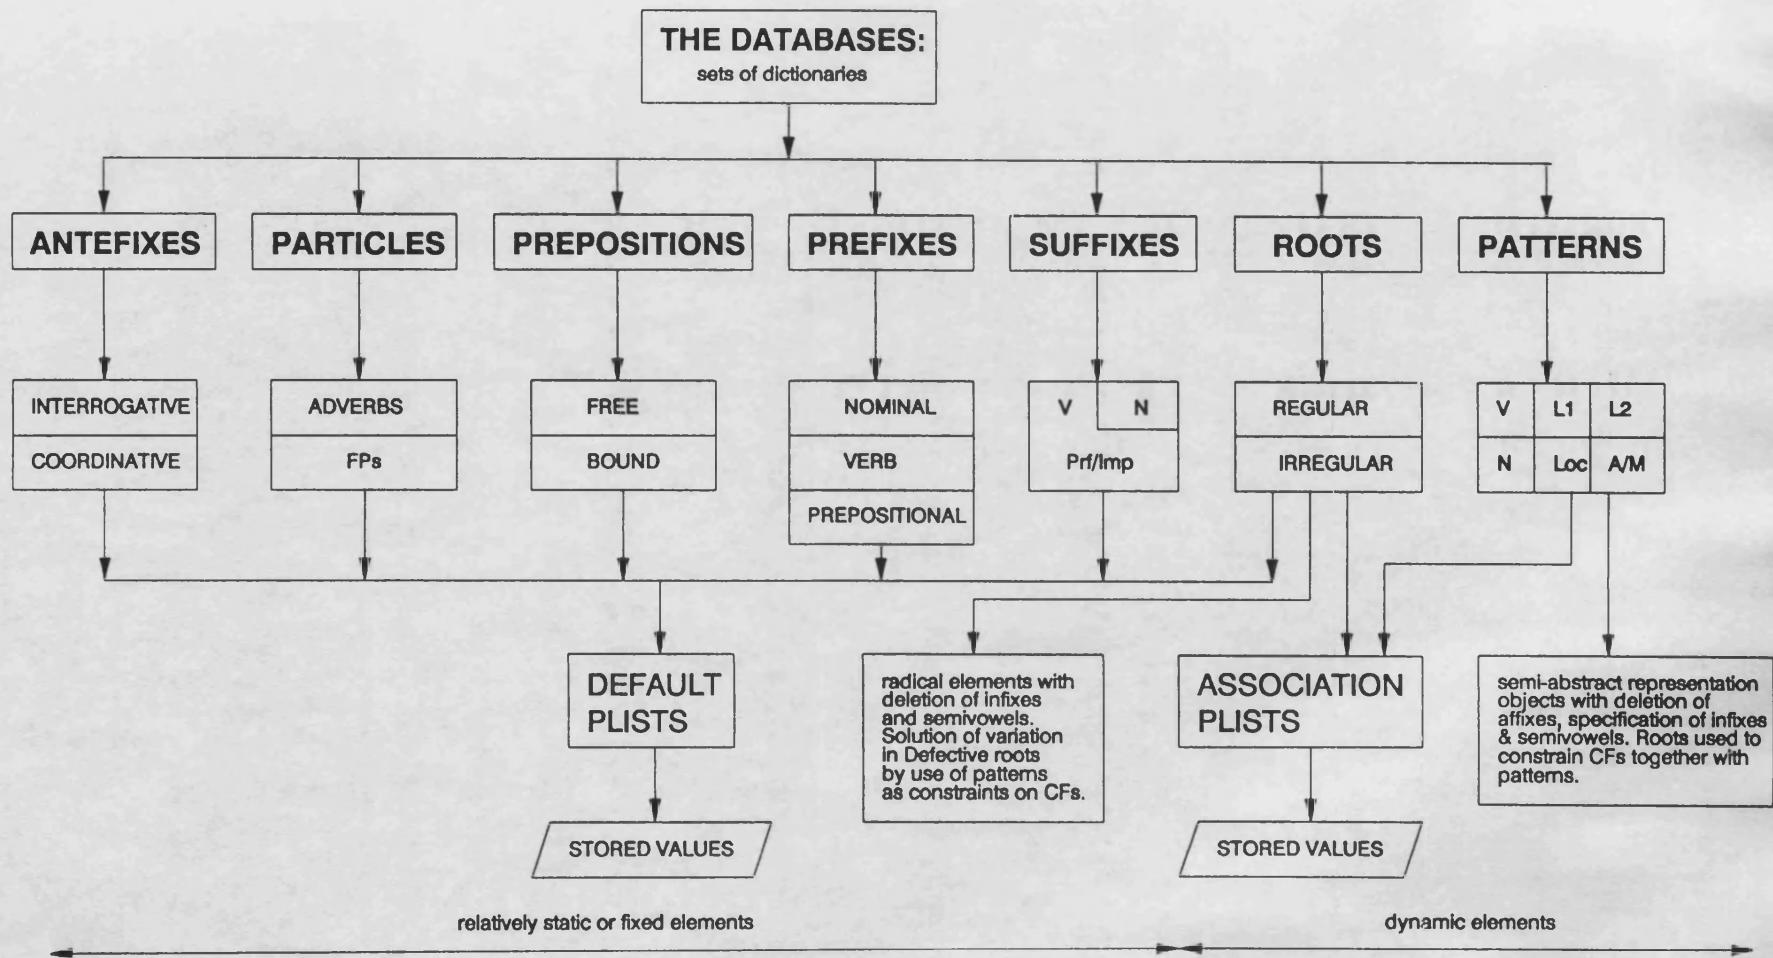 THE DATABASES:
sets of dictionaries
ANTEFIXES
PARTICLES
PREPOSITIONS
PREFIXES
SUFFIXES
ROOTS
PATTERNS
INTERROGATIVE
COORDINATIVE
ADVERBS
FPs
FREE
BOUND
NOMINAL
VERB
PREPOSITIONAL
V N
Prf/Imp
REGULAR
IRREGULAR
V L1 L2
N Loc A/M
DEFAULT
PLISTS
radical elements with
deletion of infixes
and semivowels.
Solution of variation
in Defective roots
by use of patterns
as constraints on CFs.
ASSOCIATION
PLISTS
semi-abstract representation
objects with deletion of
affixes, specification of infixes
& semivowels. Roots used to
constrain CFs together with
patterns.
STORED VALUES
STORED VALUES
relatively static or fixed elements
dynamic elements